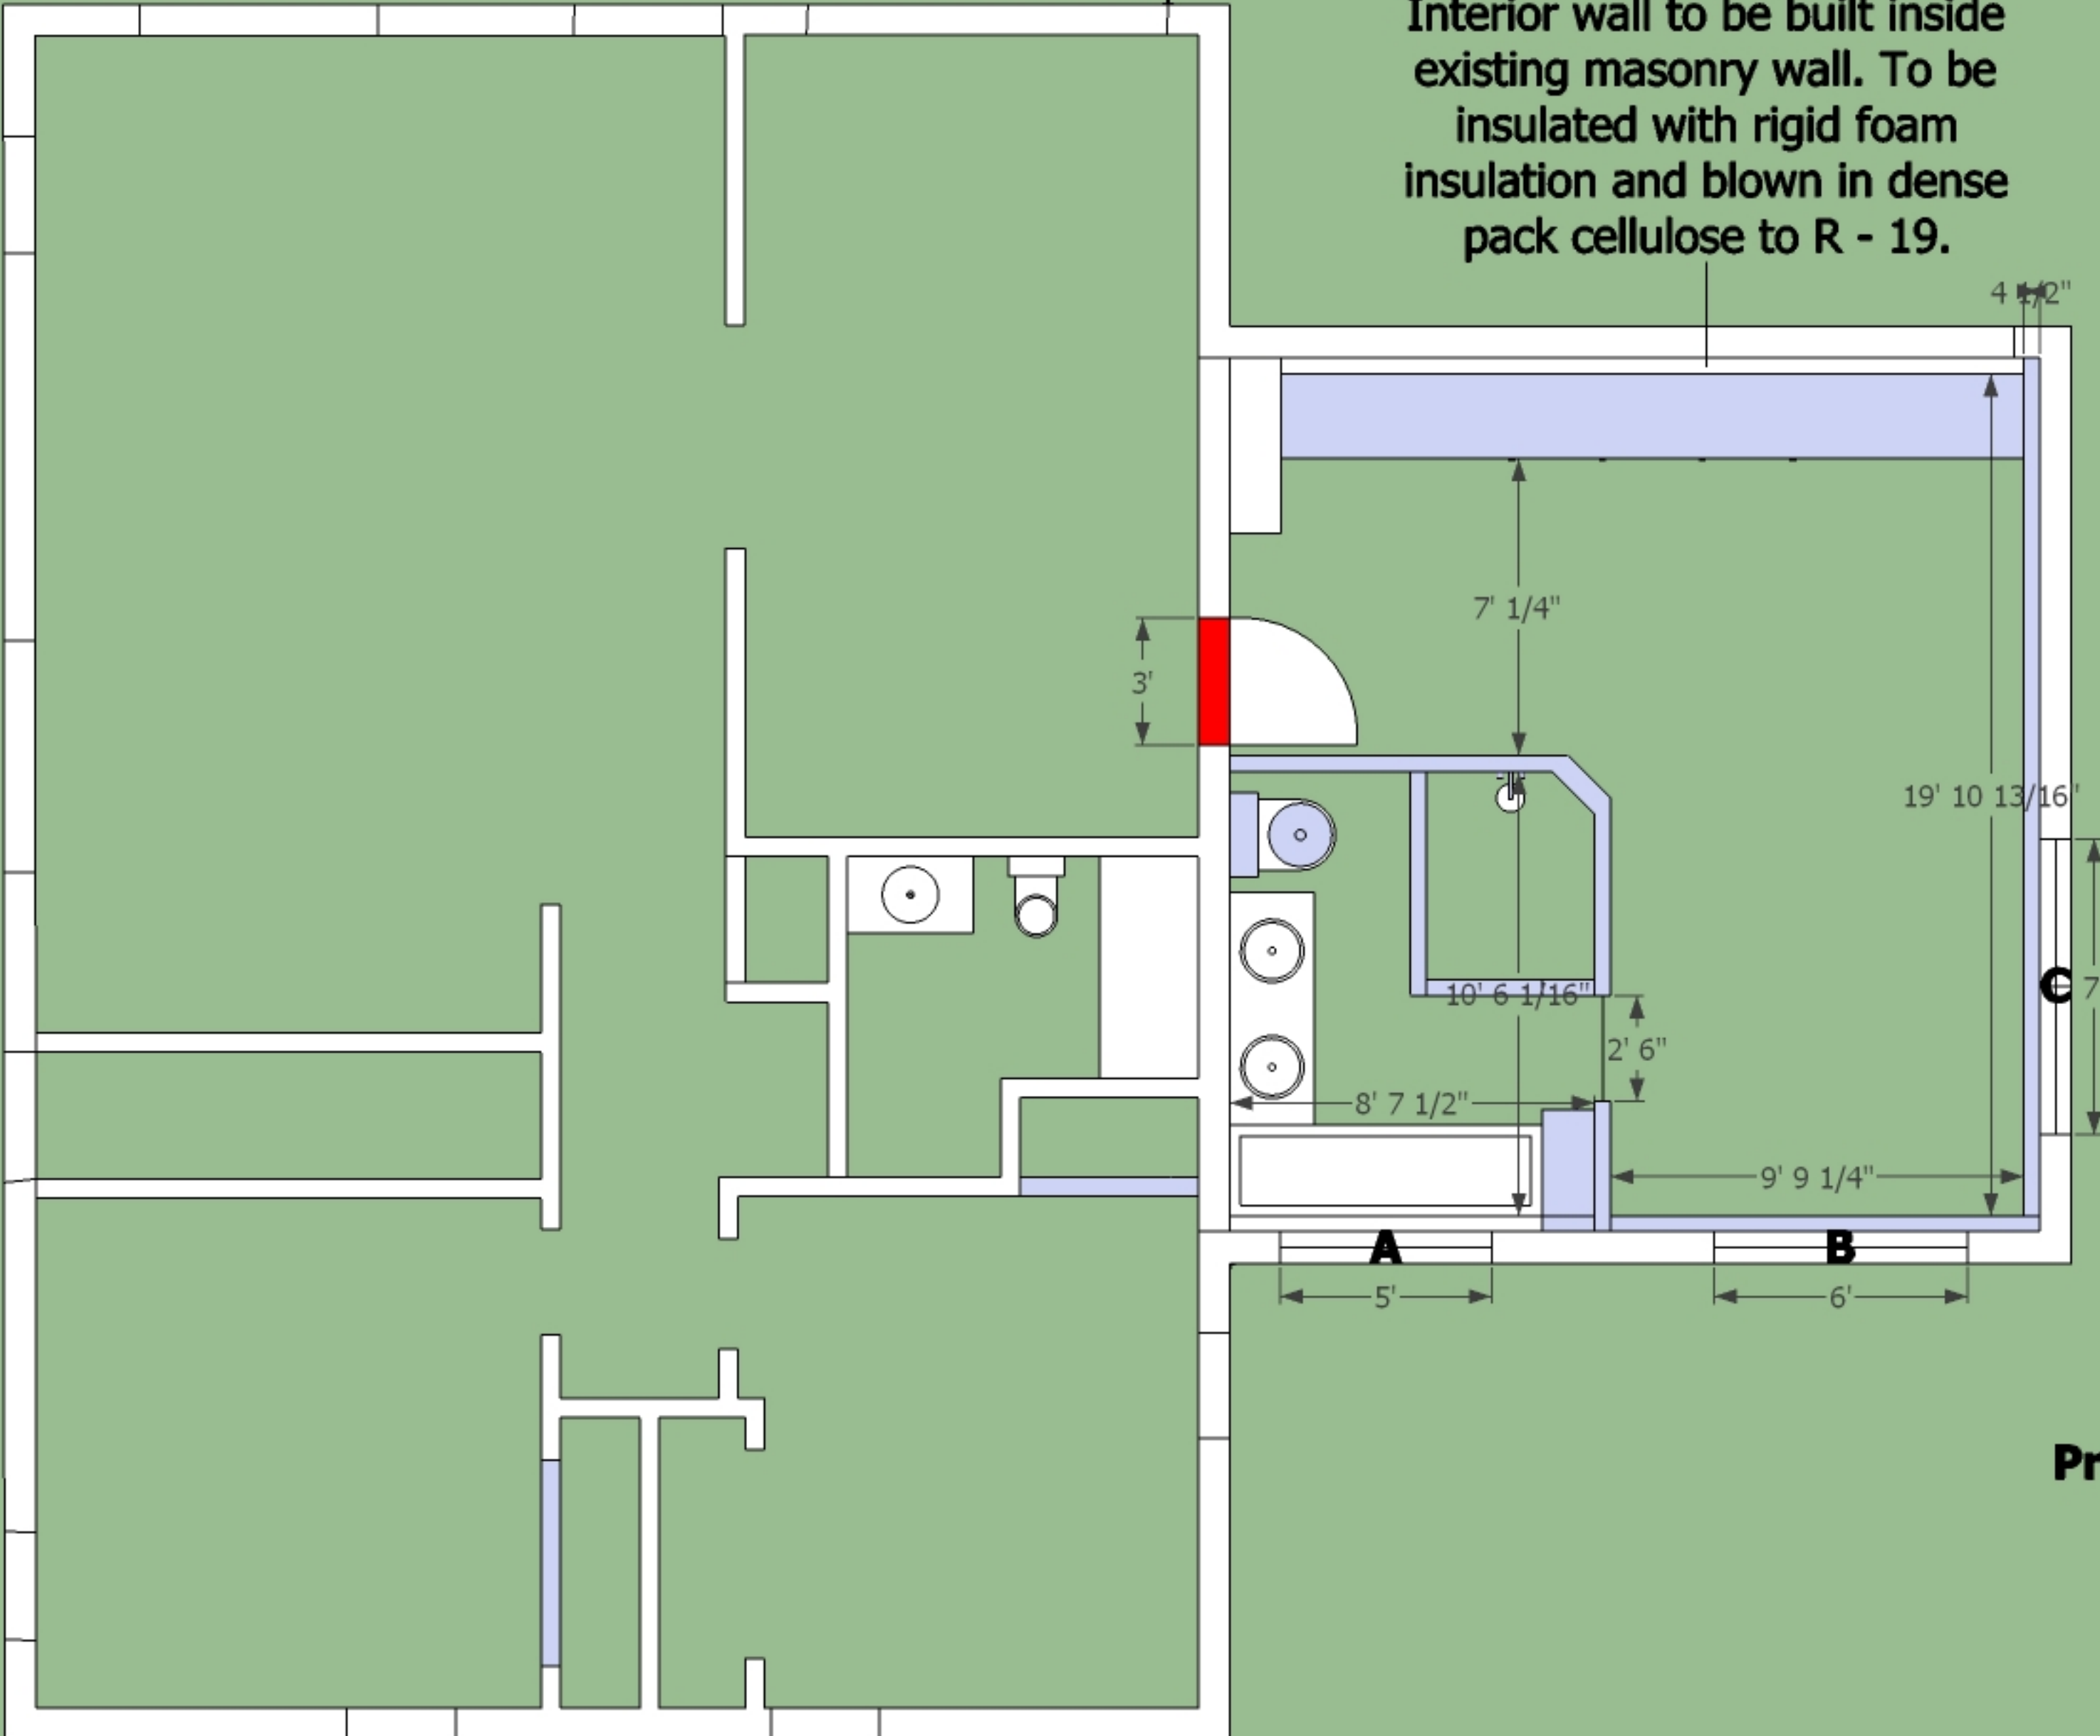 Interior wall to be built inside
existing masonry wall. To be
insulated with rigid foam
insulation and blown in dense
pack cellulose to R - 19.
4 1/2"
7' 1/4"
3'
19' 10 13/16"
C
7
10' 6 1/16"
2' 6"
8' 7 1/2"
9' 9 1/4"
A
B
5'
6'
Pr